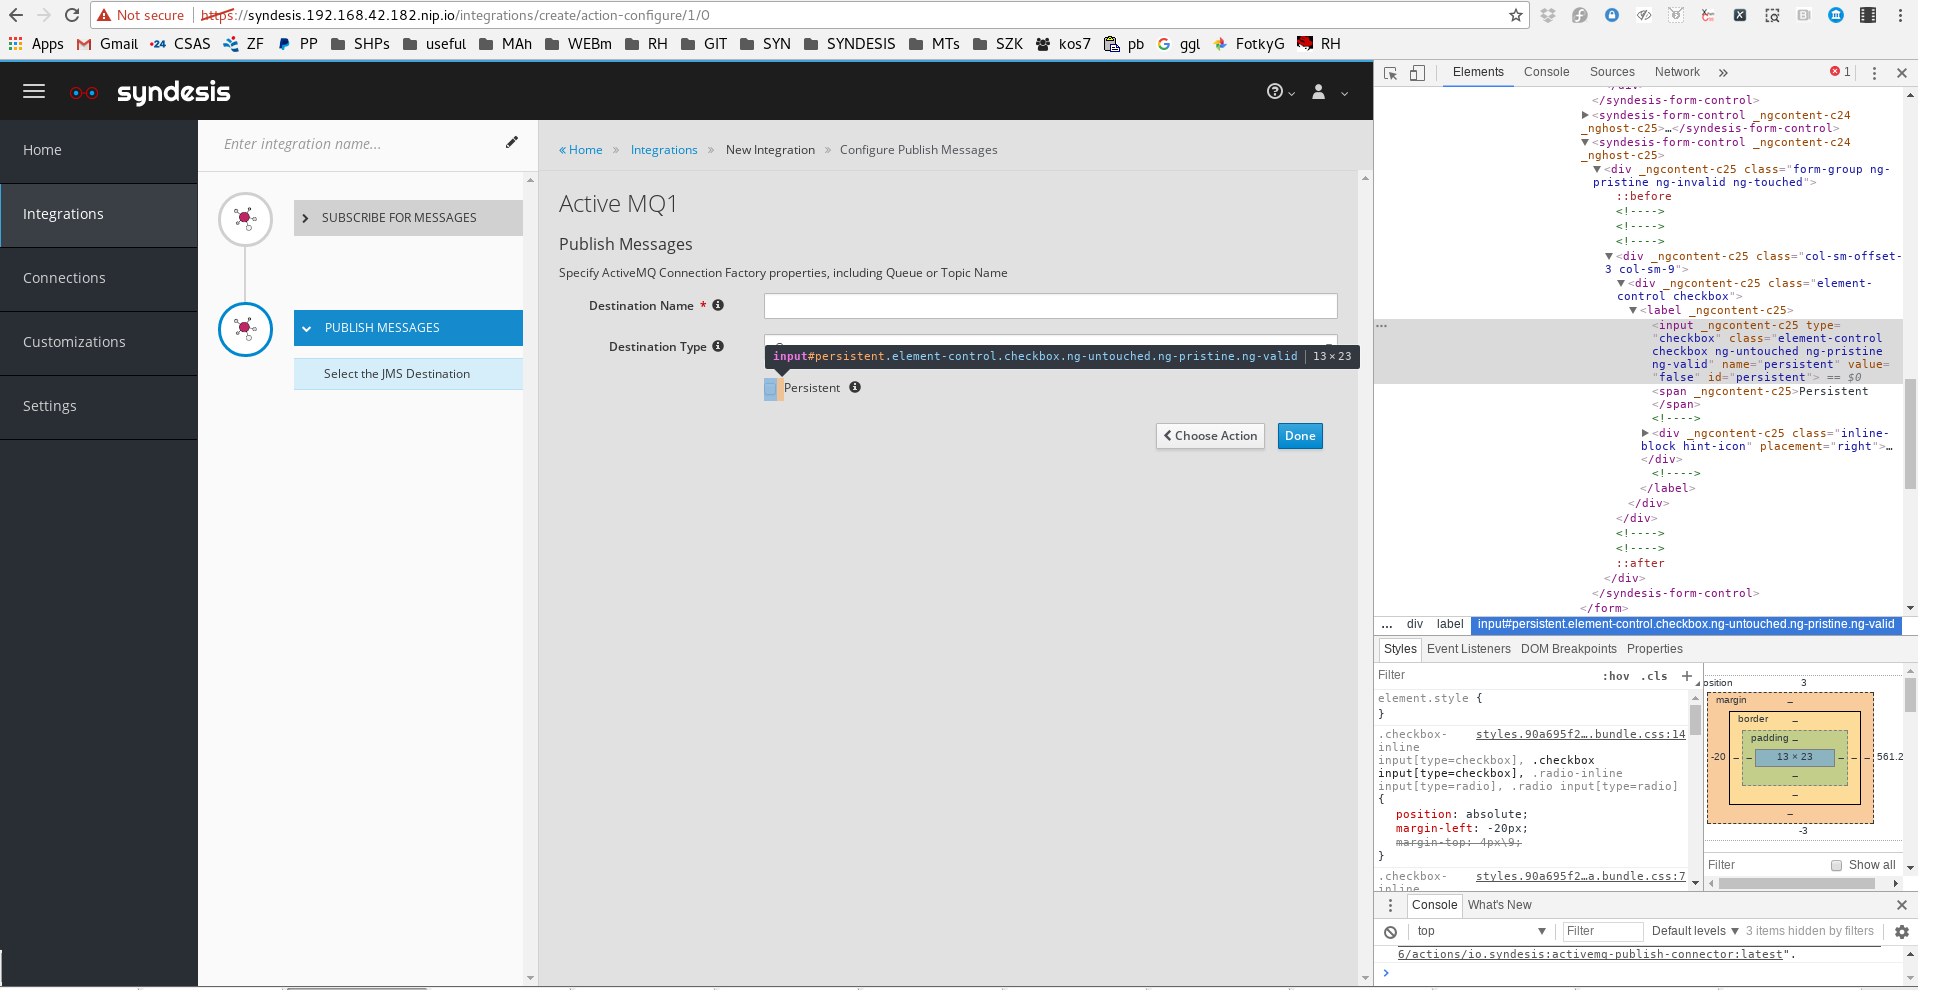 Not secure https://syndesis.192.168.42.182.nip.io/integrations/create/action-configure/1/0
Apps Gmail CSAS ZF PP SHPs useful MAh WEBm RH GIT SYN SYNDESIS MTs SZK kos7 pb ggl FotkyG RH
syndesis
Home
Integrations
Connections
Customizations
Settings
Enter integration name...
SUBSCRIBE FOR MESSAGES
PUBLISH MESSAGES
Select the JMS Destination
« Home » Integrations » New Integration » Configure Publish Messages
Active MQ1
Publish Messages
Specify ActiveMQ Connection Factory properties, including Queue or Topic Name
Destination Name *
Destination Type
input#persistent.element-control.checkbox.ng-untouched.ng-pristine.ng-valid | 13×23
Persistent
Choose Action Done
Elements Console Sources Network » 1
</div>
</syndesis-form-control>
<syndesis-form-control _ngcontent-c24
_nghost-c25>…</syndesis-form-control>
<syndesis-form-control _ngcontent-c24
_nghost-c25>
<div _ngcontent-c25 class="form-group ng-
pristine ng-invalid ng-touched">
::before
<!---->
<!---->
<!---->
<div _ngcontent-c25 class="col-sm-offset-
3 col-sm-9">
<div _ngcontent-c25 class="element-
control checkbox">
<label _ngcontent-c25>
<input _ngcontent-c25 type=
"checkbox" class="element-control
checkbox ng-untouched ng-pristine
ng-valid" name="persistent" value=
"false" id="persistent"> == $0
<span _ngcontent-c25>Persistent
</span>
<!---->
<div _ngcontent-c25 class="inline-
block hint-icon" placement="right">…
</div>
<!---->
</label>
</div>
</div>
<!---->
<!---->
::after
</div>
</syndesis-form-control>
</form>
... div label input#persistent.element-control.checkbox.ng-untouched.ng-pristine.ng-valid
Styles Event Listeners DOM Breakpoints Properties
Filter :hov .cls +
element.style {
}
.checkbox- styles.90a695f2….bundle.css:14
inline
input[type=checkbox], .checkbox
input[type=checkbox], .radio-inline
input[type=radio], .radio input[type=radio]
{
position: absolute;
margin-left: -20px;
margin-top: 4px\9;
}
.checkbox- styles.90a695f2…a.bundle.css:7
inline
osition 3
margin –
border –
padding –
-20 – – 13 × 23 – – – 561.2
–
–
–
-3
Filter Show all
Console What's New
top Filter Default levels 3 items hidden by filters
6/actions/io.syndesis:activemq-publish-connector:latest".